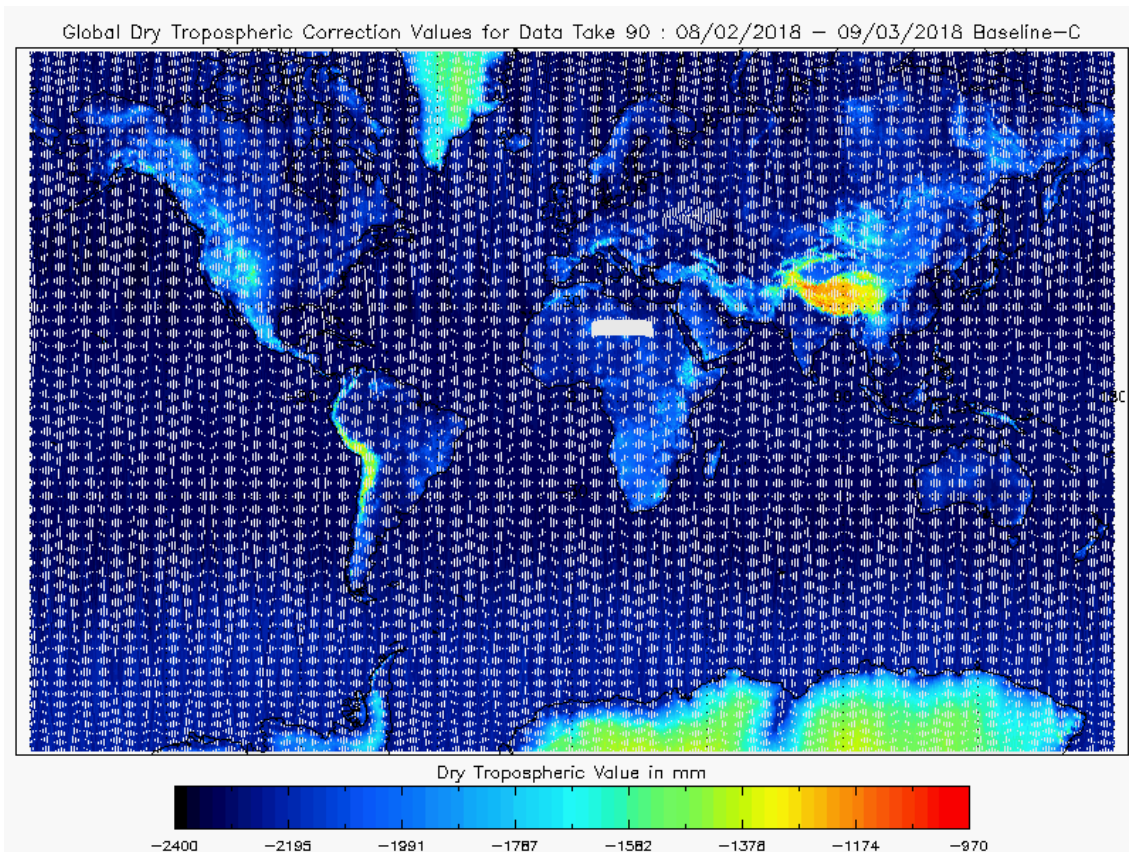 Global Dry Tropospheric Correction Values for Data Take 90 : 08/02/2018 – 09/03/2018 Baseline–C
Dry Tropospheric Value in mm
−2400 −2195 −1991 −1787 −1582 −1378 −1174 −970